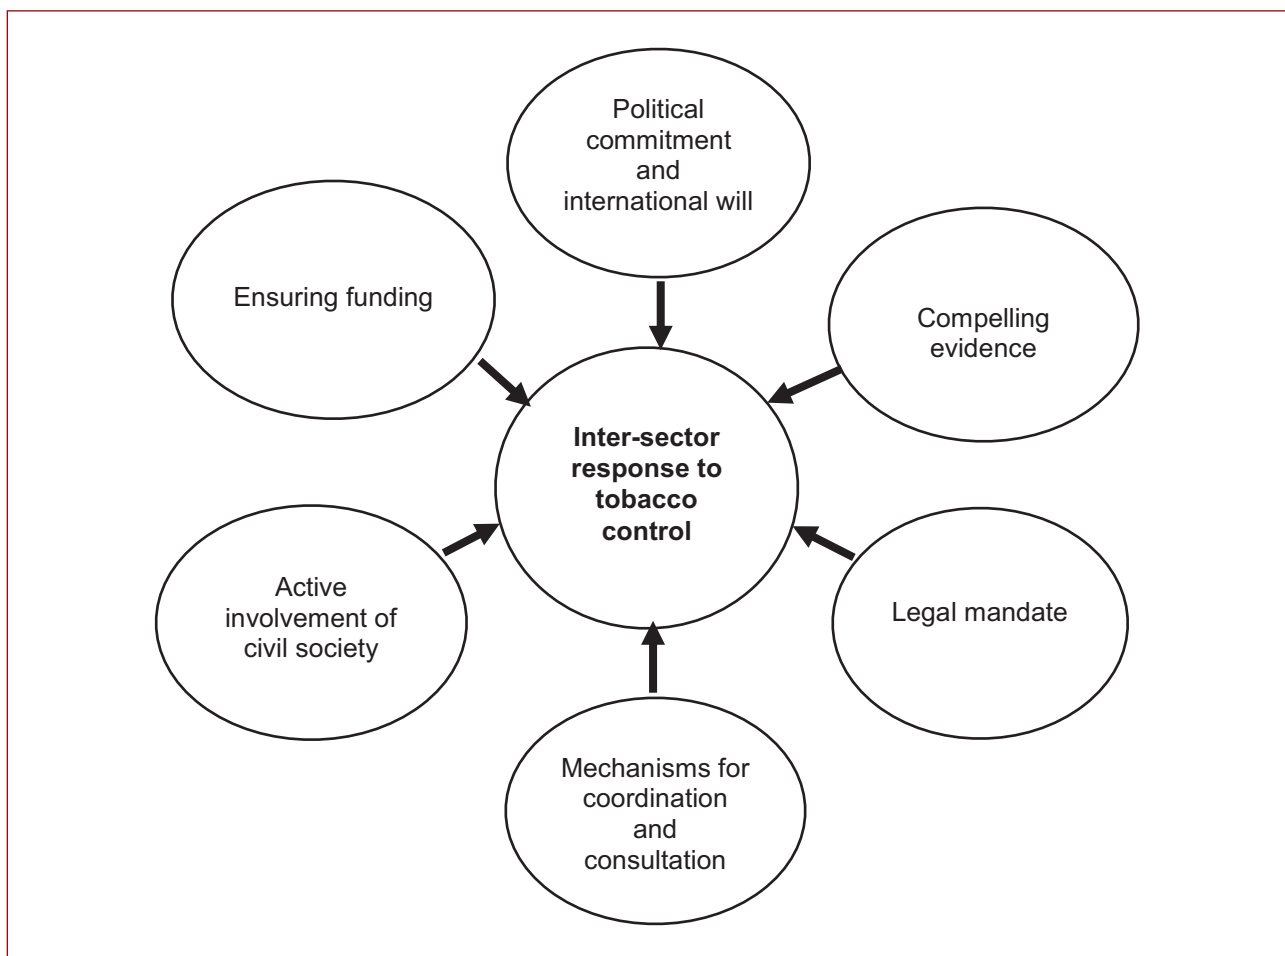 Political
commitment
and
international will
Ensuring funding
Compelling
evidence
Inter-sector
response to
tobacco
control
Active
involvement of
civil society
Legal mandate
Mechanisms for
coordination
and
consultation